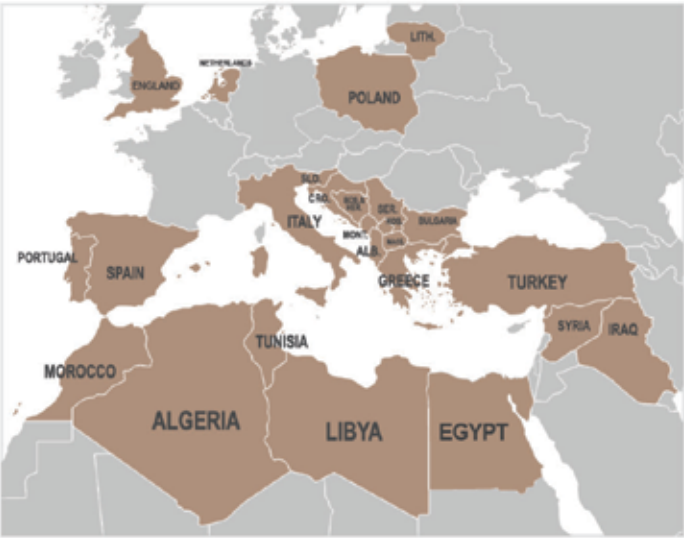 LITH.
NETHERLANDS
ENGLAND
POLAND
SLO.
CRO.
SER.
ITALY
BULGARIA
MONT.
ALB.
PORTUGAL
SPAIN
GREECE
TURKEY
SYRIA
IRAQ
TUNISIA
MOROCCO
ALGERIA
LIBYA
EGYPT